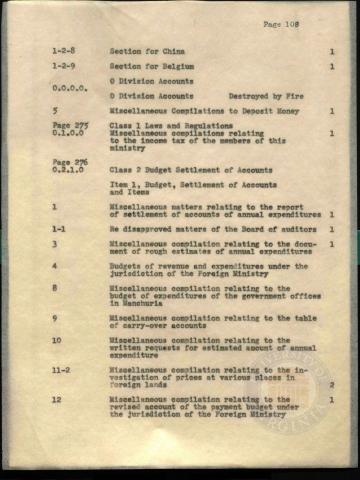 Page 108
1-2-8 Section for China 1
1-2-9 Section for Belgium 1
0 Division Accounts
0.0.0.0.
0 Division Accounts Destroyed by Fire
5 Miscellaneous Compilations to Deposit Money 1
Page 275 Class 1 Laws and Regulations
0.1.0.0 Miscellaneous compilations relating 1
to the income tax of the members of this
ministry
Page 276
0.2.1.0 Class 2 Budget Settlement of Accounts
Item 1, Budget, Settlement of Accounts
and Items
1 Miscellaneous matters relating to the report
of settlement of accounts of annual expenditures 1
1-1 Re disapproved matters of the Board of auditors 1
3 Miscellaneous compilation relating to the docu- 1
ment of rough estimates of annual expenditures
4 Budgets of revenue and expenditures under the
jurisdiction of the Foreign Ministry
8 Miscellaneous compilation relating to the
budget of expenditures of the government offices
in Manchuria
9 Miscellaneous compilation relating to the table
of carry-over accounts
10 Miscellaneous compilation relating to the
written requests for estimated amount of annual
expenditure
11-2 Miscellaneous compilation relating to the in-
vestigation of prices at various places in
foreign lands 2
12 Miscellaneous compilation relating to the 1
revised account of the payment budget under
the jurisdiction of the Foreign Ministry